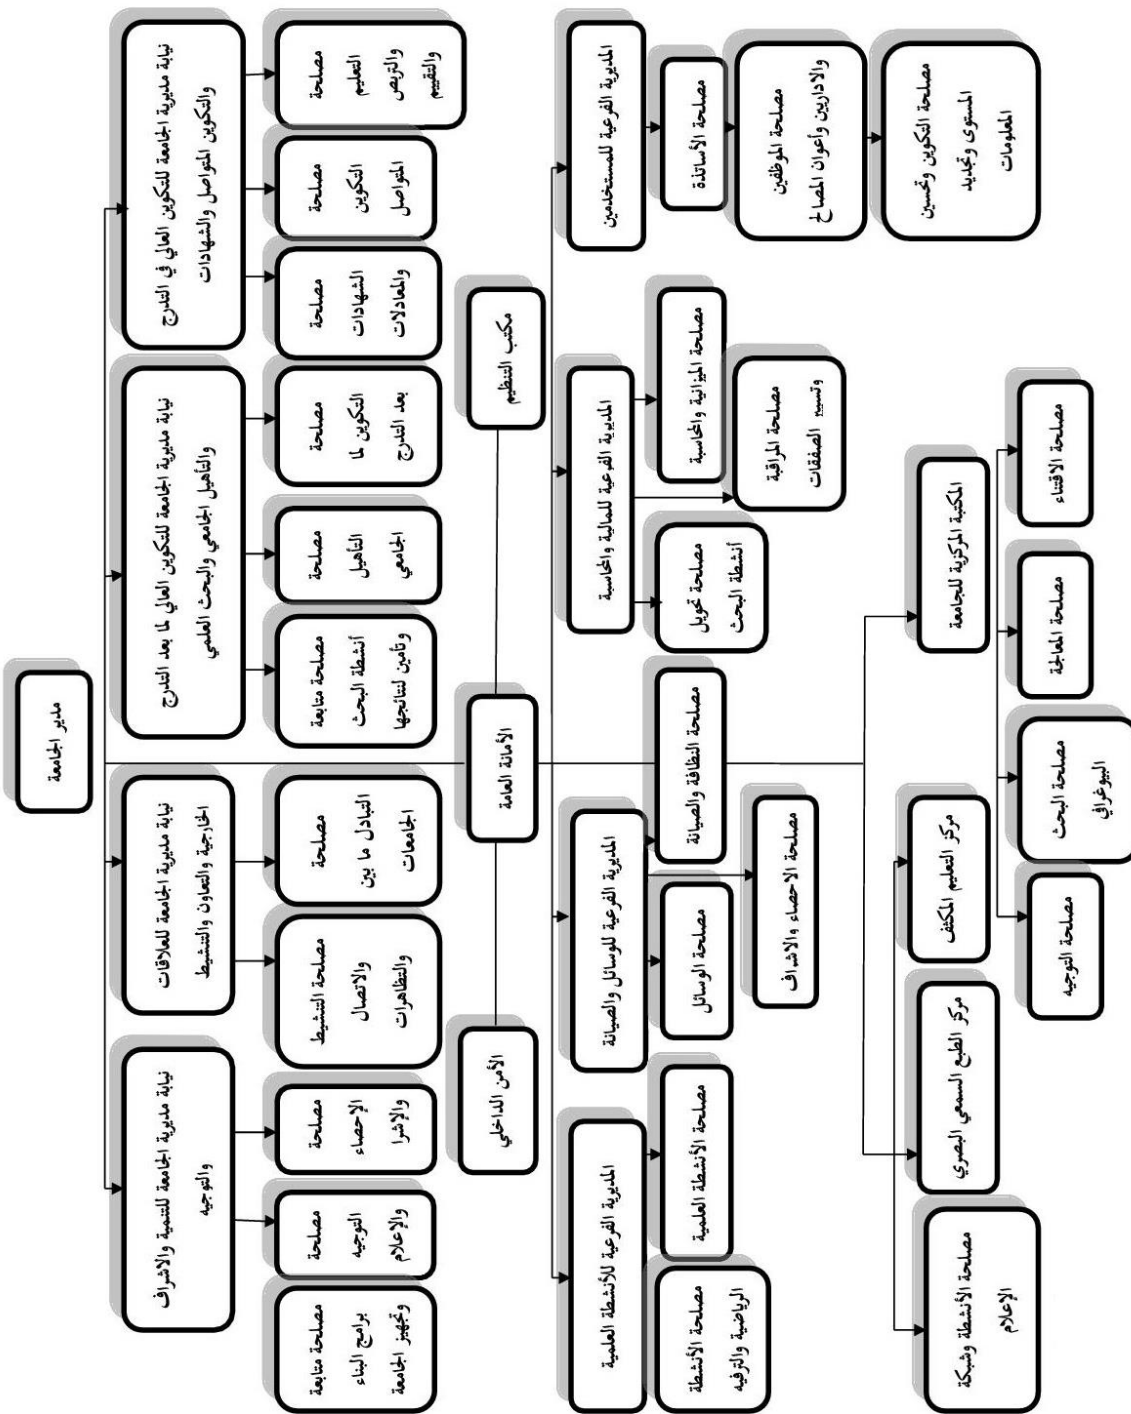 مدير الجامعة
نيابة مديرية الجامعة للتكوين العالي في التدرج
والتكوين المتواصل والشهادات
نيابة مديرية الجامعة للتكوين العالي لما بعد التدرج
والتأهيل الجامعي والبحث العلمي
نيابة مديرية الجامعة للعلاقات
الخارجية والتعاون والتنشيط
نيابة مديرية الجامعة للتنمية والاشراف
والتوجيه
مصلحة
التعليم
والتربص
والتقييم
مصلحة
التكوين
المتواصل
مصلحة
الشهادات
والمعادلات
مصلحة
التكوين لما
بعد التدرج
مصلحة
التأهيل
الجامعي
مصلحة متابعة
أنشطة البحث
وتأمين لنتائجها
مصلحة
التبادل ما بين
الجامعات
مصلحة التنشيط
والاتصال
والتظاهرات
مصلحة
الإحصاء
والإشرا
مصلحة
التوجيه
والإعلام
مصلحة متابعة
برامج البناء
وتجهيز الجامعة
مكتب التنظيم
الأمانة العامة
الأمن الداخلي
المديرية الفرعية للمستخدمين
المديرية الفرعية للمالية والمحاسبة
المديرية الفرعية للوسائل والصيانة
المديرية الفرعية للأنشطة العلمية
مصلحة الأساتذة
مصلحة الموظفين
والاداريين وأعوان المصالح
مصلحة التكوين وتحسين
المستوى وتجديد
المعلومات
مصلحة الميزانية والمحاسبة
مصلحة المراقبة
وتسيير الصفقات
مصلحة تمويل
أنشطة البحث
مصلحة النظافة والصيانة
مصلحة الوسائل
مصلحة الاحصاء والاشراف
مصلحة الأنشطة العلمية
مصلحة الأنشطة
الرياضية والترفيه
المكتبة المركزية للجامعة
مركز التعليم المكثف
مركز الطبع السمعي البصري
مصلحة الأنشطة وشبكة
الإعلام
مصلحة الاقتناء
مصلحة المعالجة
مصلحة البحث
البيوغرافي
مصلحة التوجيه